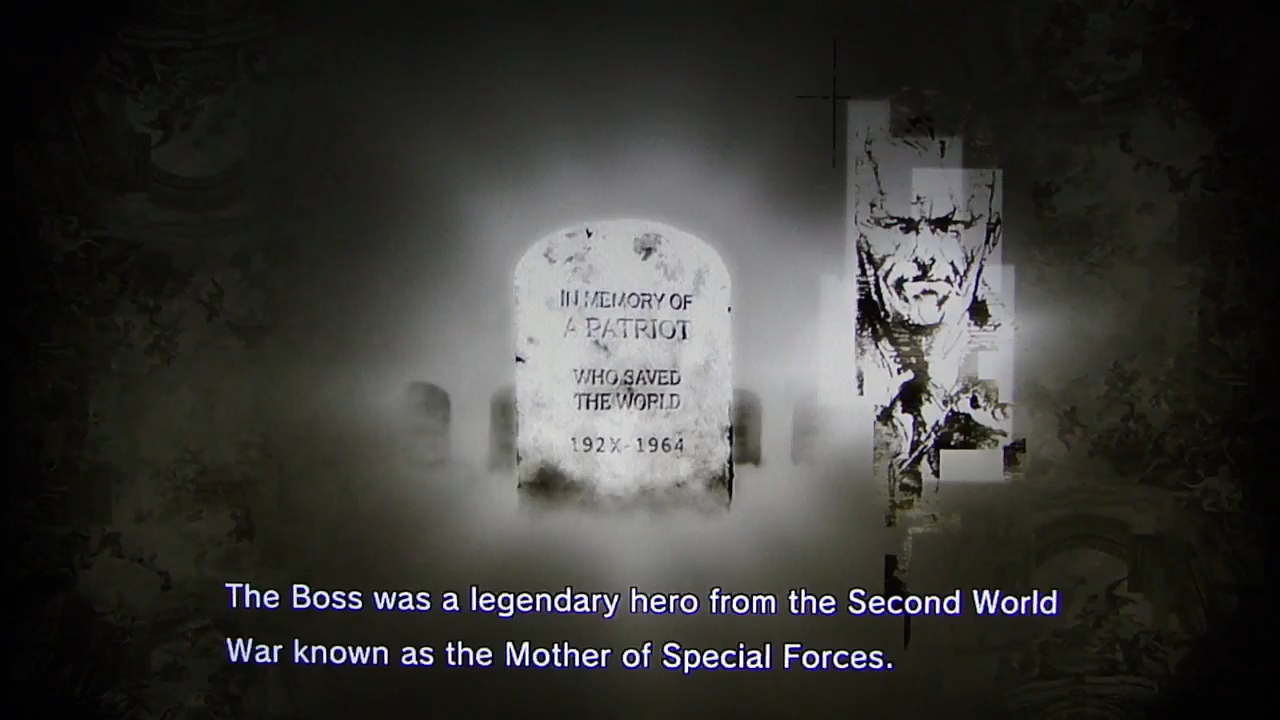 IN MEMORY OF
A PATRIOT
WHO SAVED
THE WORLD
192X-1964
The Boss was a legendary hero from the Second World
War known as the Mother of Special Forces.